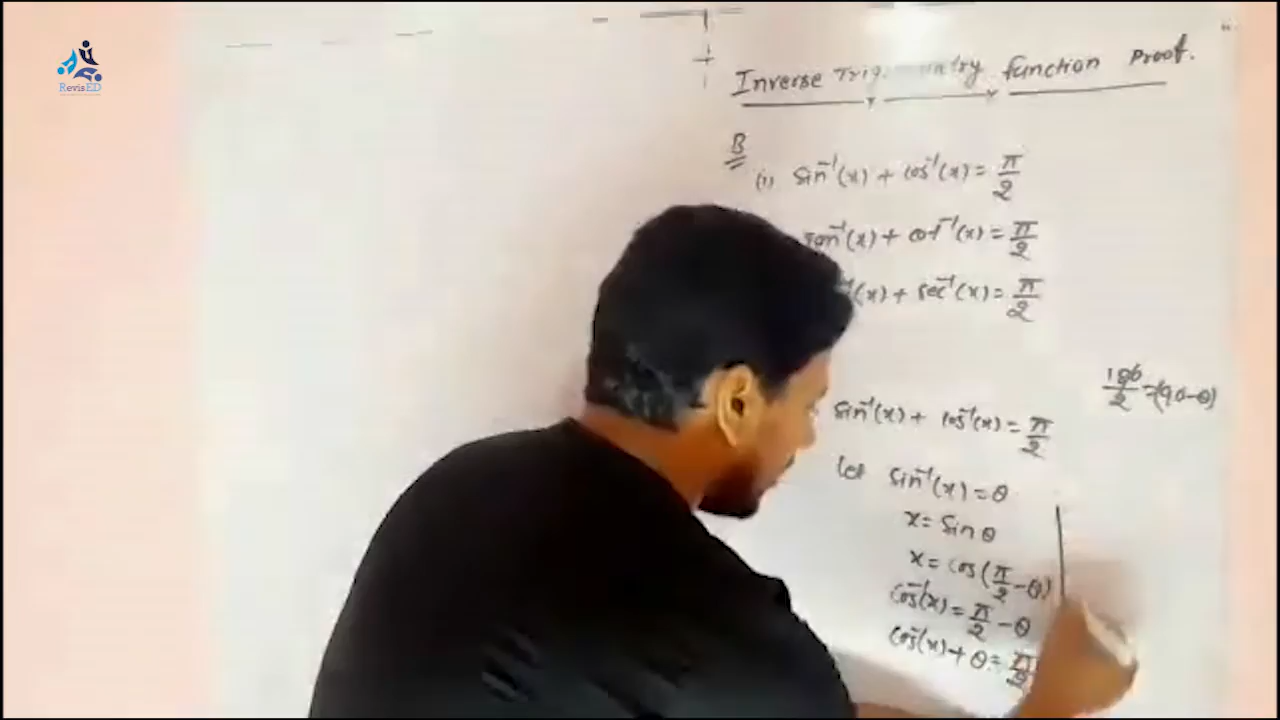 RevisED
Inverse Trig function Proof.
B
(i) sin⁻¹(x) + cos⁻¹(x) = π/2
tan⁻¹(x) + cot⁻¹(x) = π/2
⁻¹(x) + sec⁻¹(x) = π/2
180/2 = (90-θ)
sin⁻¹(x) + cos⁻¹(x) = π/2
let sin⁻¹(x) = θ
x = sin θ
x = cos(π/2 - θ)
cos⁻¹(x) = π/2 - θ
cos⁻¹(x) + θ = π/2